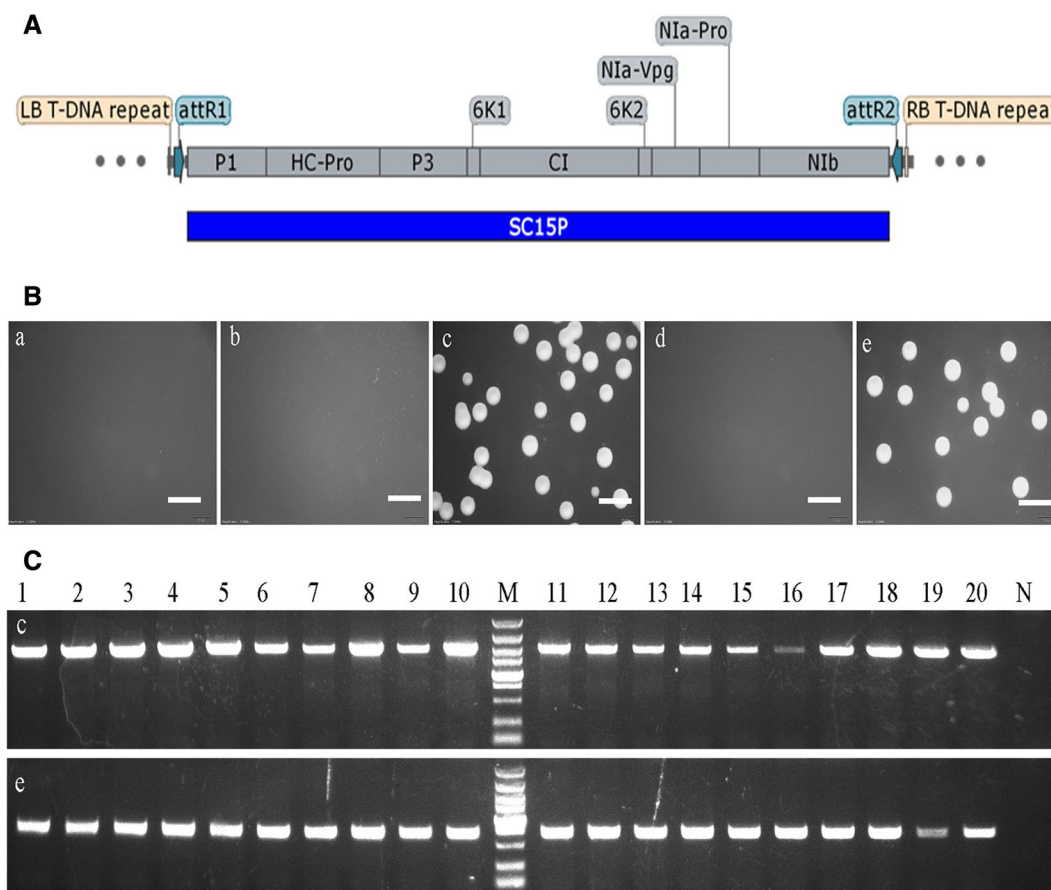 A
NIa-Pro
NIa-Vpg
LB T-DNA repeat attR1 6K1 6K2 attR2 RB T-DNA repea
P1 HC-Pro P3 CI NIb
SC15P
B
a b c d e
C
1 2 3 4 5 6 7 8 9 10 M 11 12 13 14 15 16 17 18 19 20 N
c
e